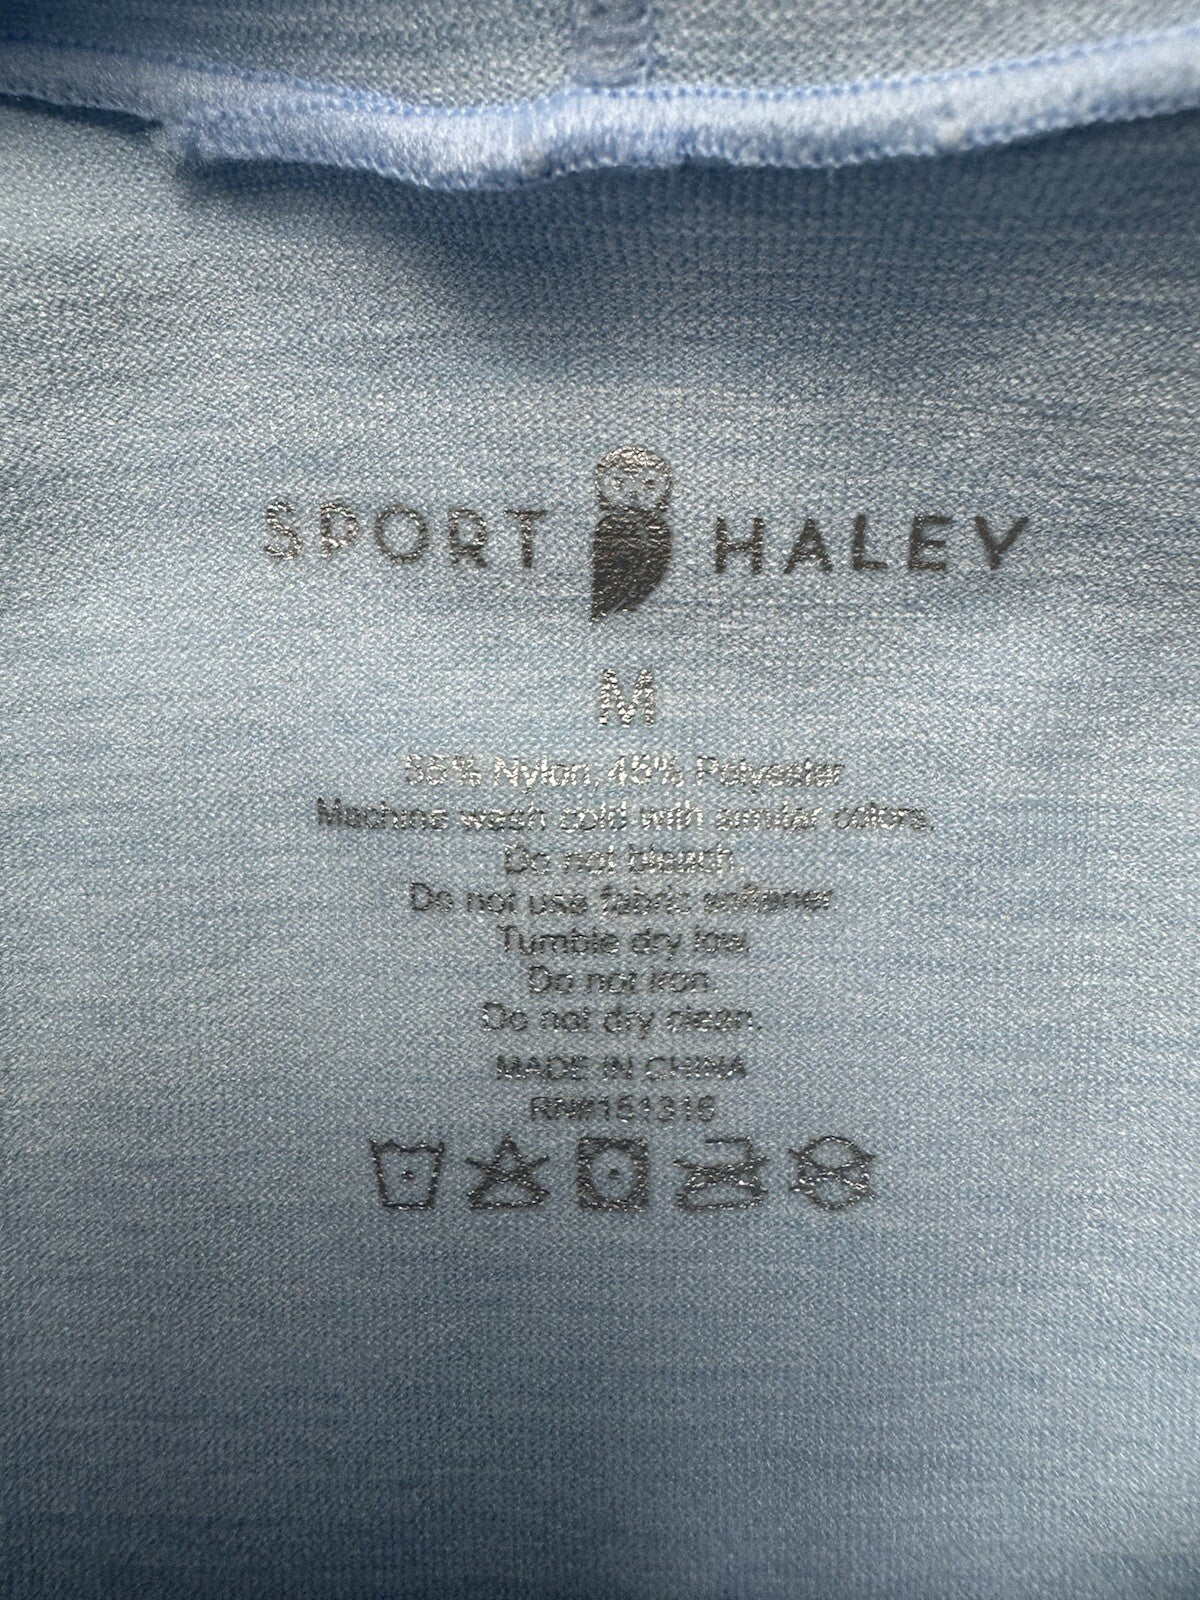 SPORT HALEY
M
55% Nylon, 45% Polyester
Machine wash cold with similar colors.
Do not bleach.
Do not use fabric softener.
Tumble dry low.
Do not iron.
Do not dry clean.
MADE IN CHINA
RN#151316